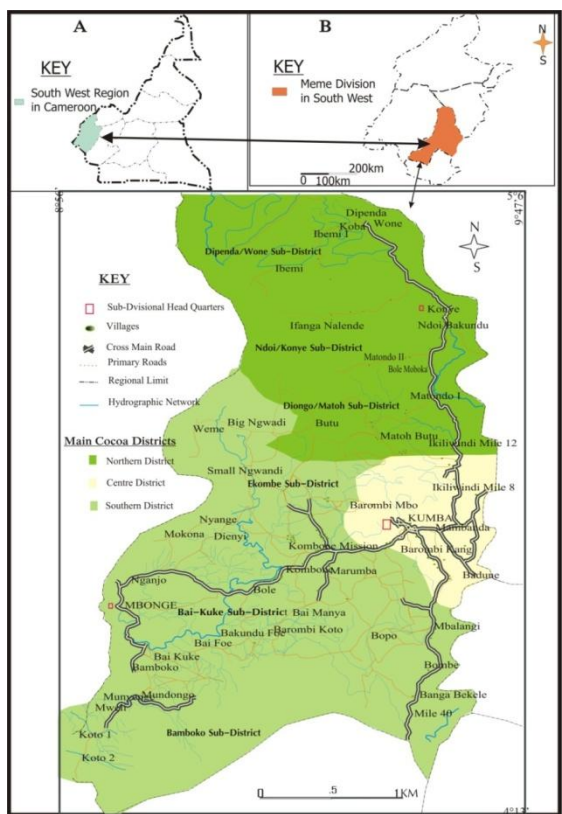 A
B
N
S
KEY
South West Region
in Cameroon
KEY
Meme Division
in South West
200km
0 100km
8°56'
5°6'
9°47'
Dipenda
Koba Wone
Ibemi I
Dipenda/Wone Sub-District
Ibemi
N
S
KEY
Sub-Dvisional Head Quarters
Villages
Cross Main Road
Primary Roads
Regional Limit
Hydrographic Network
Main Cocoa Districts
Northern District
Centre District
Southern District
Konye
Ifanga Nalende
Ndoi Bakundu
Ndoi/Konye Sub-District
Matondo II
Bole Moboka
Matondo I
Diongo/Matoh Sub-District
Big Ngwadi
Butu
Weme
Matoh Butu
Ikiliwindi Mile 12
Small Ngwandi
Ekombe Sub-District
Ikiliwindi Mile 8
Barombi Mbo
Nyange
KUMBA
Mambanda
Mokona
Dienyi
Kombone Mission
Barombi Kang
Nganjo
Marumba
Badung
Bole
MBONGE
Bai-Kuke Sub-District
Bai Manya
Mbalangi
Bakundu Foe
Barombi Koto
Bai Foe
Bopo
Bai Kuke
Bamboko
Bombe
Mundongo
Banga Bekele
Mile 40
Koto 1
Bamboko Sub-District
Koto 2
0 .5 1KM